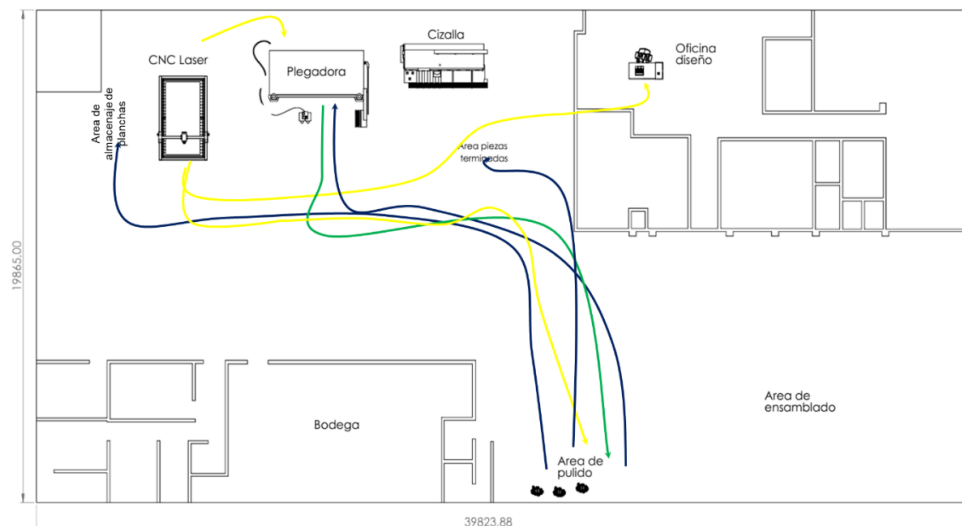 Cizalla
Oficina
diseño
CNC Laser
Plegadora
Area de
almacenaje de
planchas
Area piezas
terminadas
19865.00
Area de
ensamblado
Bodega
Area de
pulido
39823.88